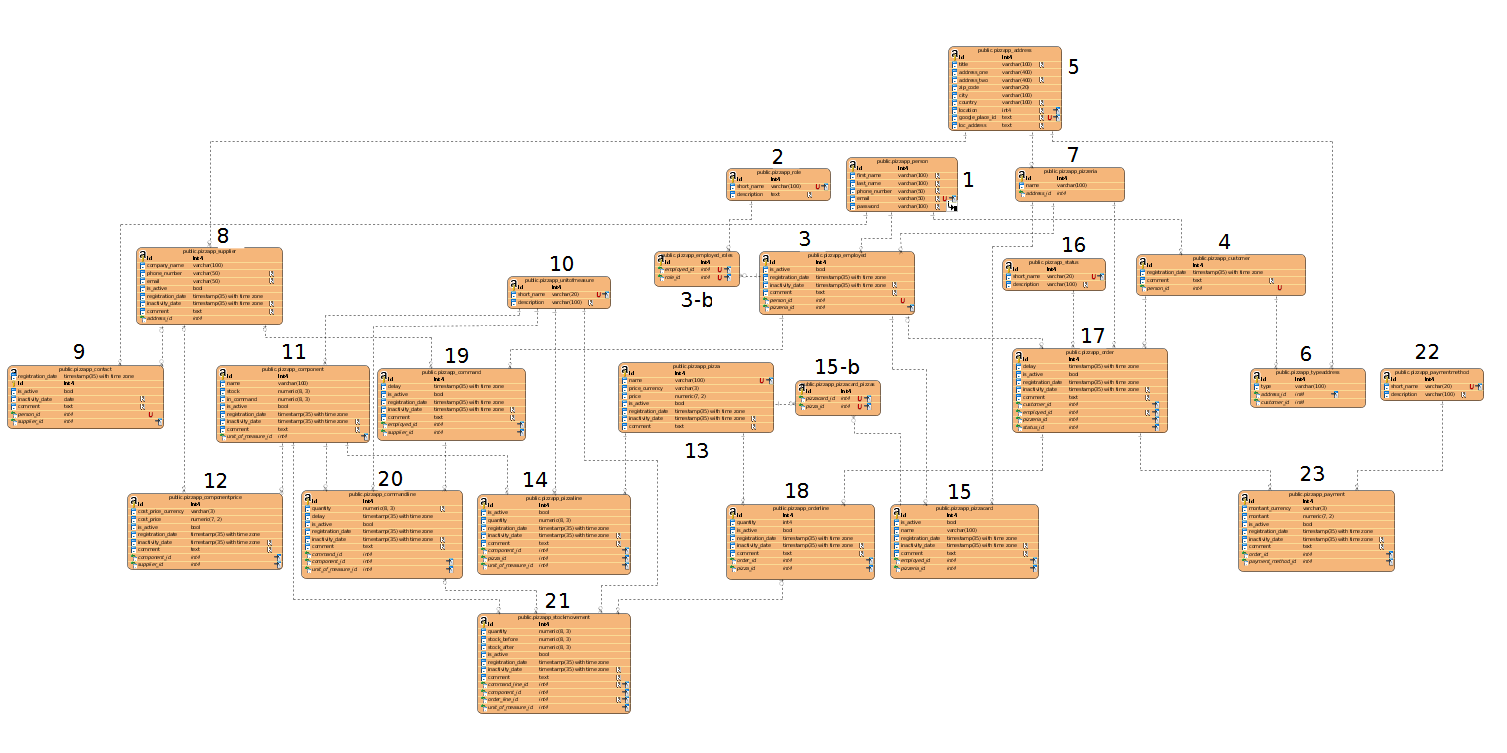 public.pizzapp_address
id int4
title varchar(100)
address_one varchar(400)
address_two varchar(400)
zip_code varchar(20)
city varchar(100)
country varchar(100)
location int4
google_place_id text U
loc_address text
5
2
public.pizzapp_role
id int4
short_name varchar(100) U
description text
public.pizzapp_person
id int4
first_name varchar(100)
last_name varchar(100)
phone_number varchar(50)
email varchar(50) U
password varchar(100)
1
7
public.pizzapp_pizzeria
id int4
name varchar(100)
address_id int4
8
public.pizzapp_supplier
id int4
company_name varchar(100)
phone_number varchar(50)
email varchar(50)
is_active bool
registration_date timestamp(35) with time zone
inactivity_date timestamp(35) with time zone
comment text
address_id int4
10
public.pizzapp_unitofmeasure
id int4
short_name varchar(20) U
description varchar(100)
public.pizzapp_employed_roles
id int4
employed_id int4 U
role_id int4 U
3-b
3
public.pizzapp_employed
id int4
is_active bool
registration_date timestamp(35) with time zone
inactivity_date timestamp(35) with time zone
comment text
person_id int4 U
pizzeria_id int4
16
public.pizzapp_status
id int4
short_name varchar(20) U
description varchar(100)
4
public.pizzapp_customer
id int4
registration_date timestamp(35) with time zone
inactivity_date timestamp(35) with time zone
comment text
person_id int4 U
9
public.pizzapp_contact
registration_date timestamp(35) with time zone
id int4
is_active bool
inactivity_date date
comment text
person_id int4 U
supplier_id int4
11
public.pizzapp_component
id int4
name varchar(100)
stock numeric(8, 3)
in_command numeric(8, 3)
is_active bool
registration_date timestamp(35) with time zone
inactivity_date timestamp(35) with time zone
comment text
unit_of_measure_id int4
19
public.pizzapp_command
id int4
delay timestamp(35) with time zone
is_active bool
registration_date timestamp(35) with time zone
inactivity_date timestamp(35) with time zone
comment text
employed_id int4
supplier_id int4
public.pizzapp_pizza
id int4
name varchar(100) U
price_currency varchar(3)
price numeric(7, 2)
is_active bool
registration_date timestamp(35) with time zone
inactivity_date timestamp(35) with time zone
comment text
13
15-b
public.pizzapp_pizzacard_pizzas
id int4
pizzacard_id int4 U
pizza_id int4 U
17
public.pizzapp_order
id int4
delay timestamp(35) with time zone
is_active bool
registration_date timestamp(35) with time zone
inactivity_date timestamp(35) with time zone
comment text
customer_id int4
employed_id int4
pizzeria_id int4
status_id int4
6
public.pizzapp_typeaddress
id int4
type varchar(100)
address_id int4
customer_id int4
22
public.pizzapp_paymentmethod
id int4
short_name varchar(20) U
description varchar(100)
12
public.pizzapp_componentprice
id int4
cost_price_currency varchar(3)
cost_price numeric(7, 2)
is_active bool
registration_date timestamp(35) with time zone
inactivity_date timestamp(35) with time zone
comment text
component_id int4
supplier_id int4
20
public.pizzapp_commandline
id int4
quantity numeric(8, 3)
delay timestamp(35) with time zone
is_active bool
registration_date timestamp(35) with time zone
inactivity_date timestamp(35) with time zone
comment text
command_id int4
component_id int4
unit_of_measure_id int4
14
public.pizzapp_pizzaline
id int4
is_active bool
quantity numeric(8, 3)
registration_date timestamp(35) with time zone
inactivity_date timestamp(35) with time zone
comment text
component_id int4
pizza_id int4
unit_of_measure_id int4
18
public.pizzapp_orderline
id int4
quantity int4
is_active bool
registration_date timestamp(35) with time zone
inactivity_date timestamp(35) with time zone
comment text
order_id int4
pizza_id int4
15
public.pizzapp_pizzacard
id int4
is_active bool
name varchar(100)
registration_date timestamp(35) with time zone
inactivity_date timestamp(35) with time zone
comment text
employed_id int4
pizzeria_id int4
23
public.pizzapp_payment
id int4
montant_currency varchar(3)
montant numeric(7, 2)
is_active bool
registration_date timestamp(35) with time zone
inactivity_date timestamp(35) with time zone
comment text
order_id int4
payment_method_id int4
21
public.pizzapp_stockmovement
id int4
quantity numeric(8, 3)
stock_before numeric(8, 3)
stock_after numeric(8, 3)
is_active bool
registration_date timestamp(35) with time zone
inactivity_date timestamp(35) with time zone
comment text
command_line_id int4
component_id int4
order_line_id int4
unit_of_measure_id int4